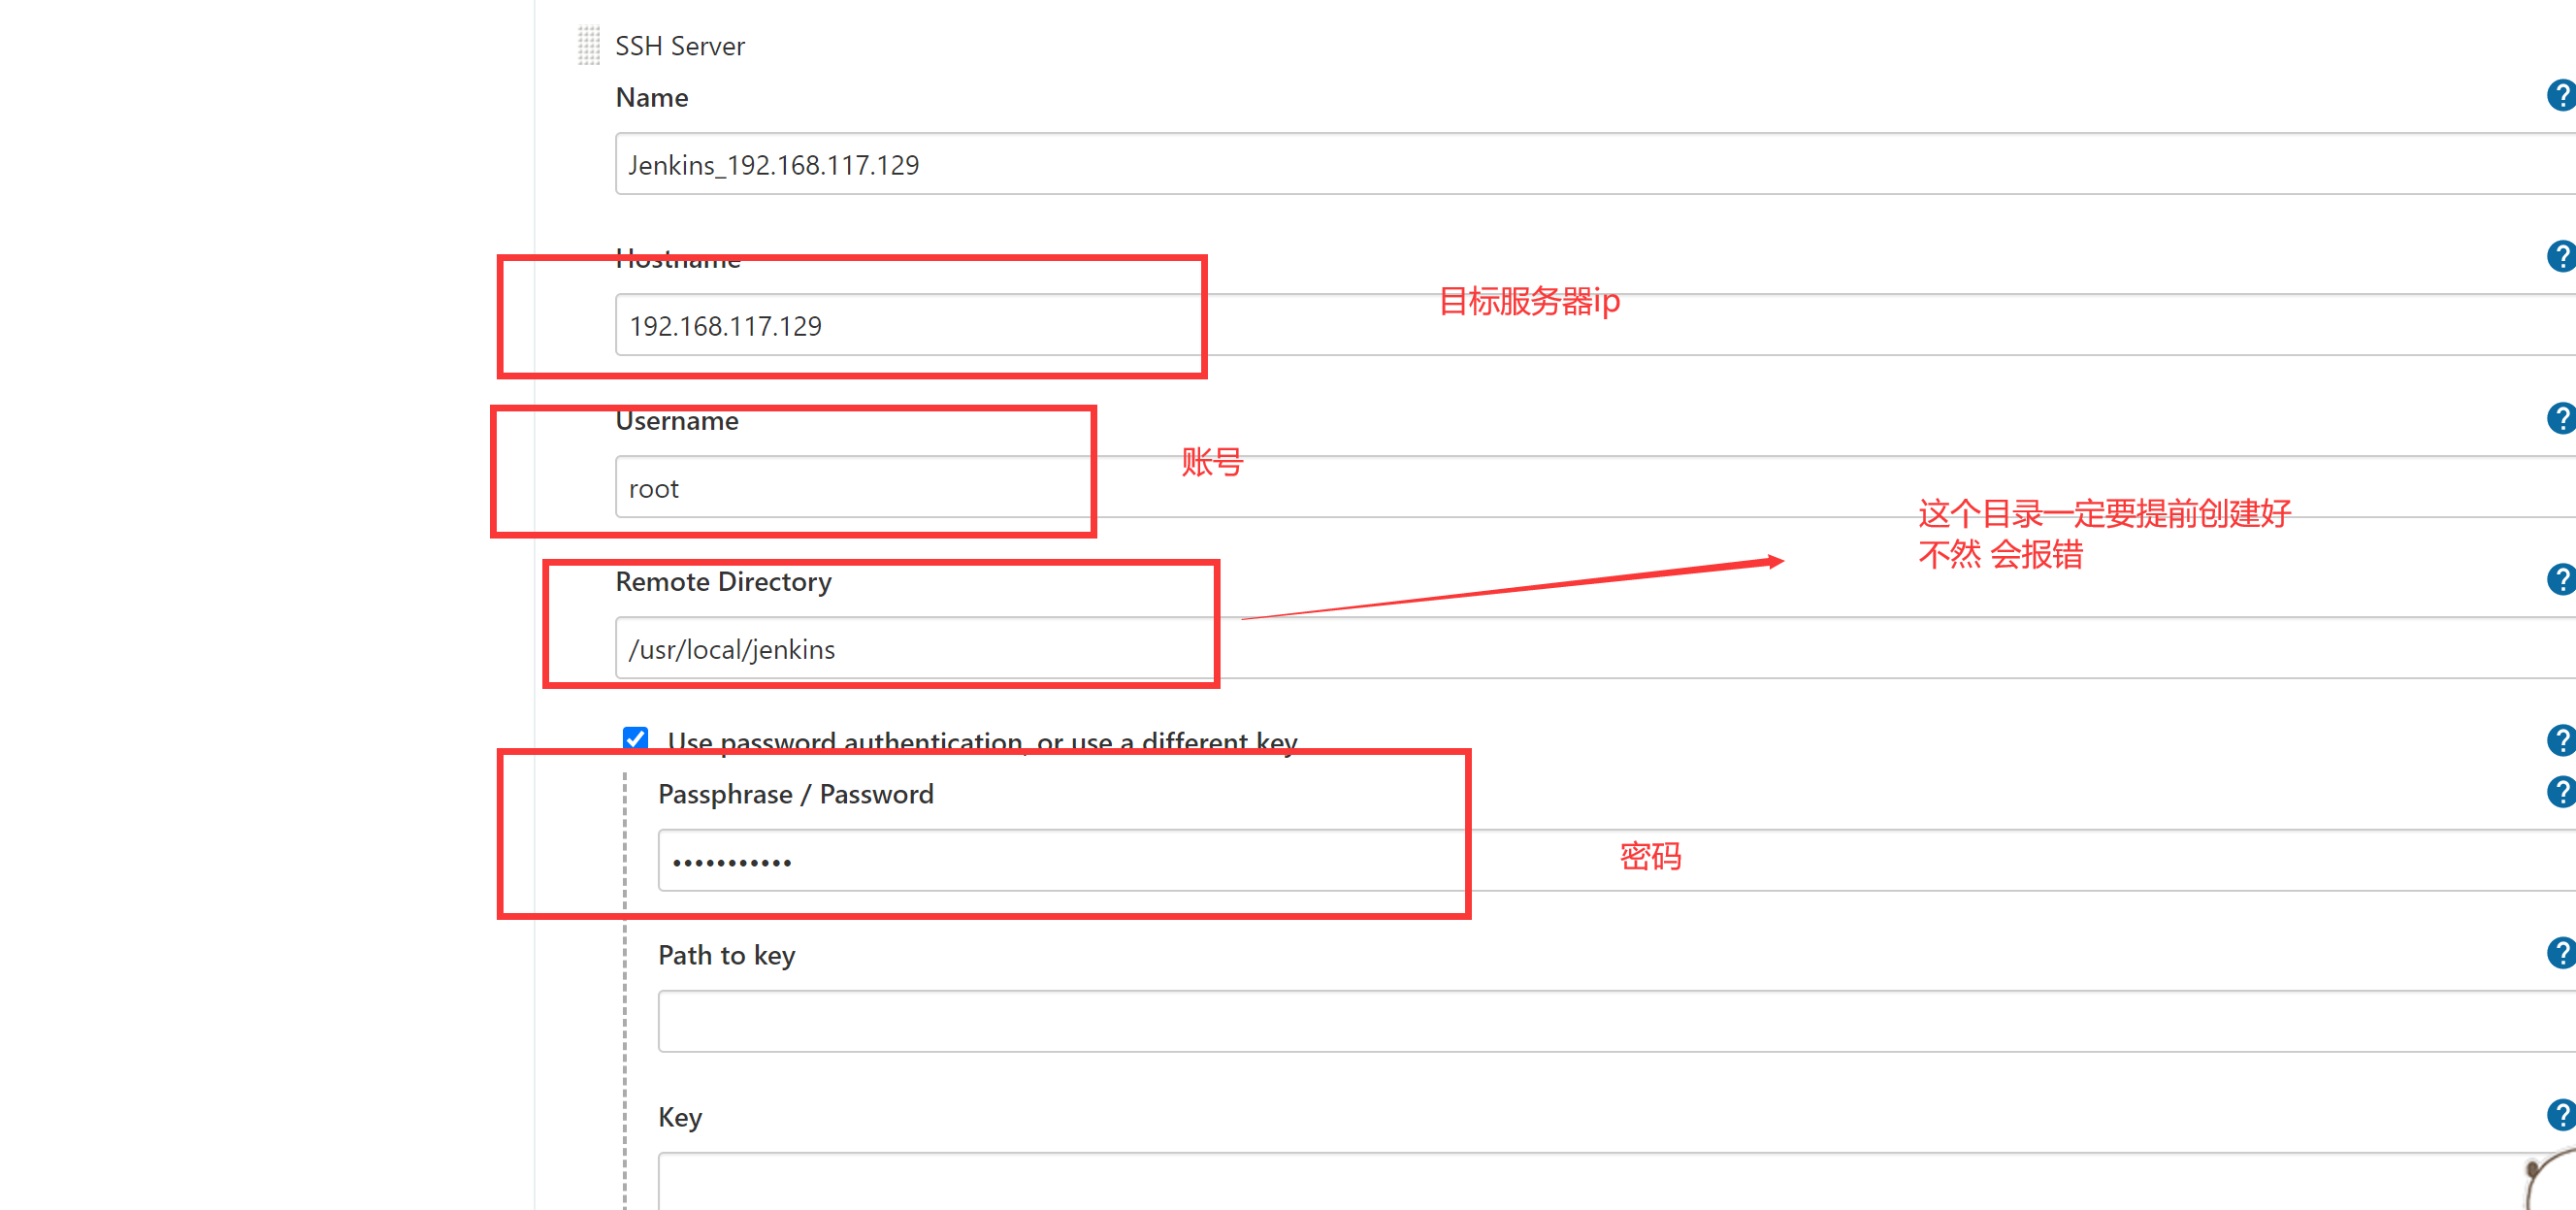 SSH Server
Name
Jenkins_192.168.117.129
Hostname
192.168.117.129
目标服务器ip
Username
账号
root
这个目录一定要提前创建好
不然 会报错
Remote Directory
/usr/local/jenkins
Use password authentication, or use a different key
Passphrase / Password
•••••••••••
密码
Path to key
Key